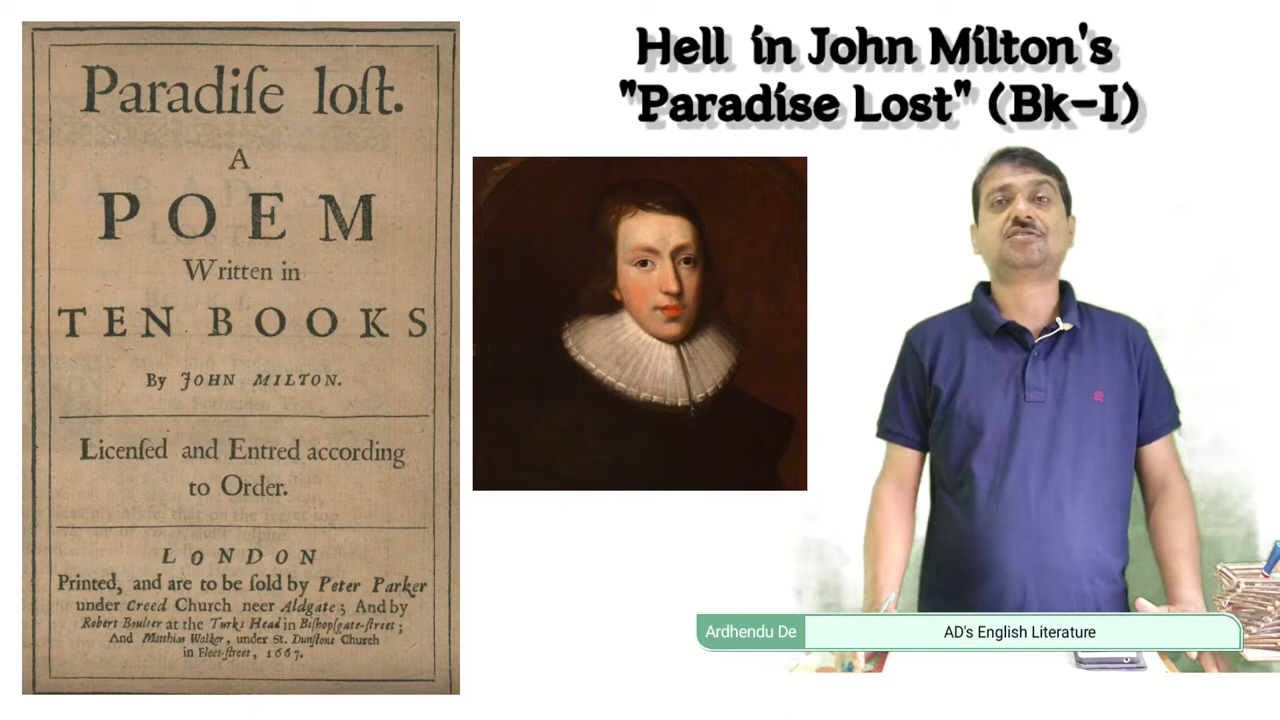 Paradiſe loſt.
A
POEM
Written in
TEN BOOKS
By JOHN MILTON.
Licenſed and Entred according
to Order.
LONDON
Printed, and are to be ſold by Peter Parker
under Creed Church neer Aldgate; And by
Robert Boulter at the Turks Head in Biſhopſgate-ſtreet;
And Matthias Walker, under St. Dunſtons Church
in Fleet-ſtreet, 1667.
Hell in John Milton's
"Paradise Lost" (Bk-I)
Ardhendu De
AD's English Literature